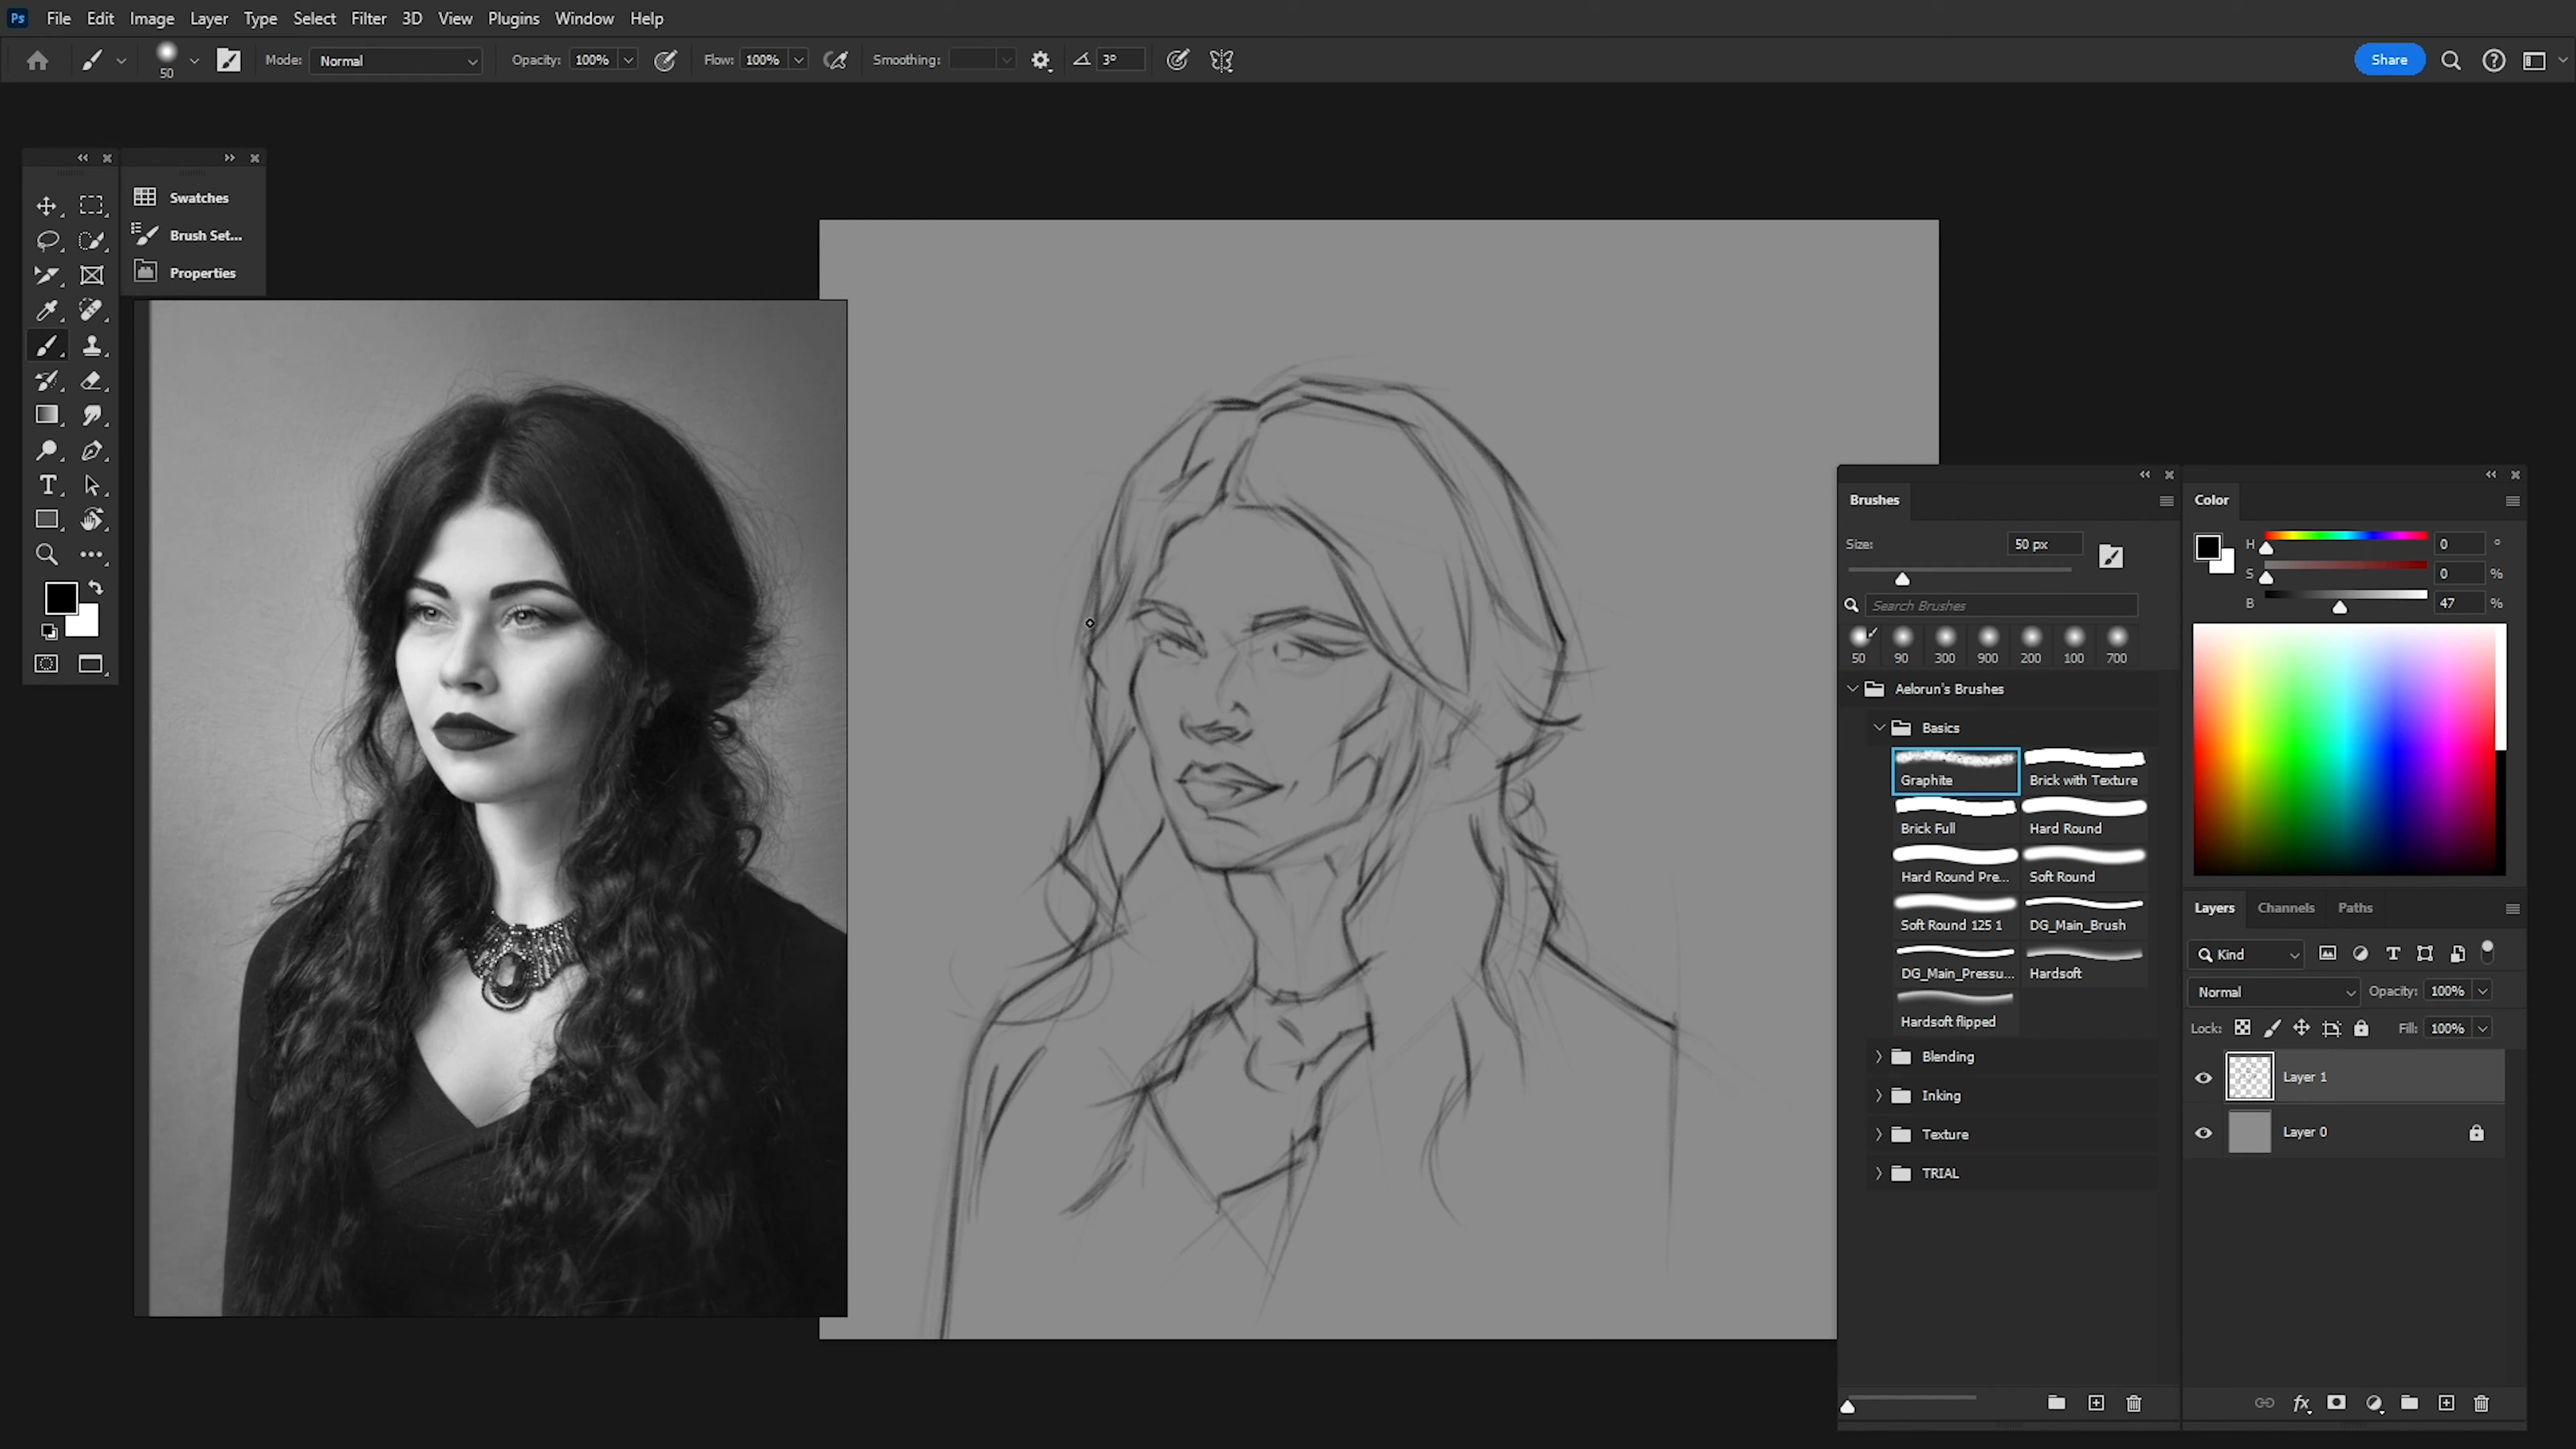 Ps File Edit Image Layer Type Select Filter 3D View Plugins Window Help
50 Mode: Normal Opacity: 100% Flow: 100% Smoothing: 3° Share
Swatches
Brush Set...
Properties
Brushes
Size: 50 px
Search Brushes
50 90 300 900 200 100 700
Aelorun's Brushes
Basics
Graphite Brick with Texture
Brick Full Hard Round
Hard Round Pre... Soft Round
Soft Round 125 1 DG_Main_Brush
DG_Main_Pressu... Hardsoft
Hardsoft flipped
Blending
Inking
Texture
TRIAL
Color
H 0 °
S 0 %
B 47 %
Layers Channels Paths
Kind
Normal Opacity: 100%
Lock: Fill: 100%
Layer 1
Layer 0
fx